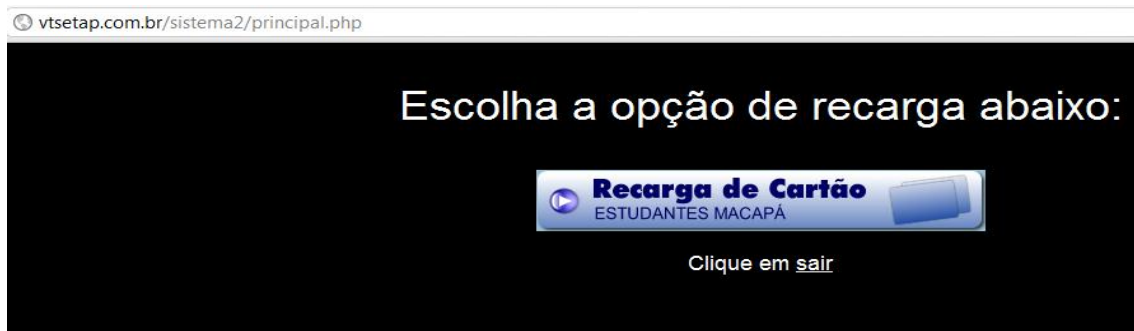 vtsetap.com.br/sistema2/principal.php
Escolha a opção de recarga abaixo:
Recarga de Cartão
ESTUDANTES MACAPÁ
Clique em sair